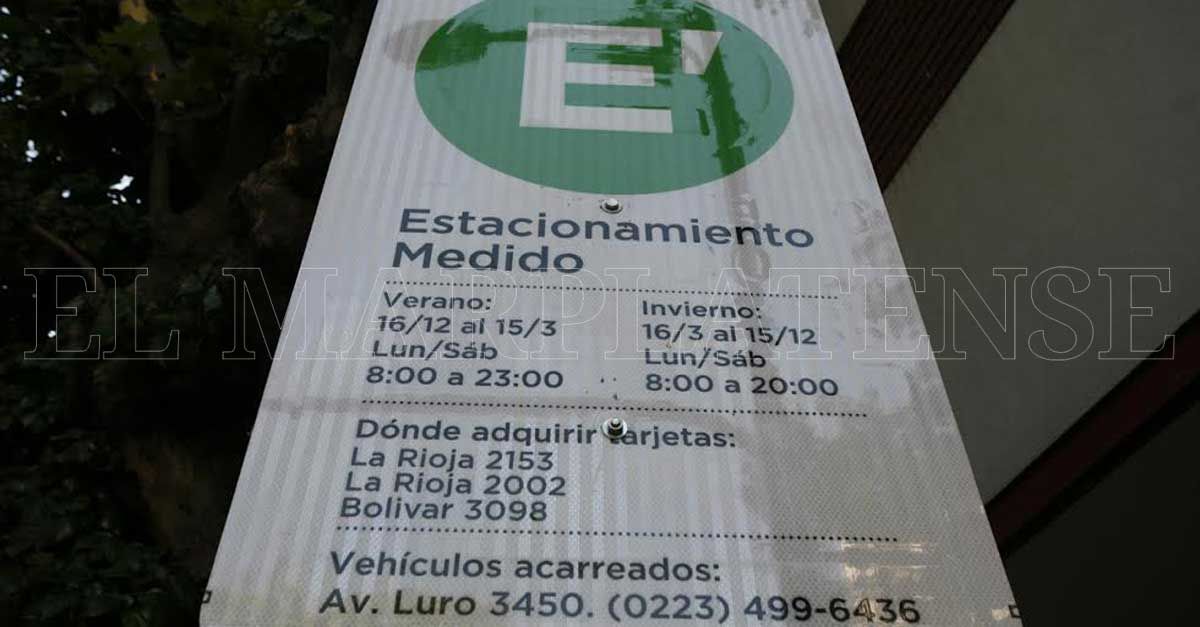 E'
Estacionamiento
Medido
EL MARPLATENSE
Verano:
16/12 al 15/3
Lun/Sáb
8:00 a 23:00
Invierno:
16/3 al 15/12
Lun/Sáb
8:00 a 20:00
Dónde adquirir tarjetas:
La Rioja 2153
La Rioja 2002
Bolivar 3098
Vehículos acarreados:
Av. Luro 3450. (0223) 499-6436